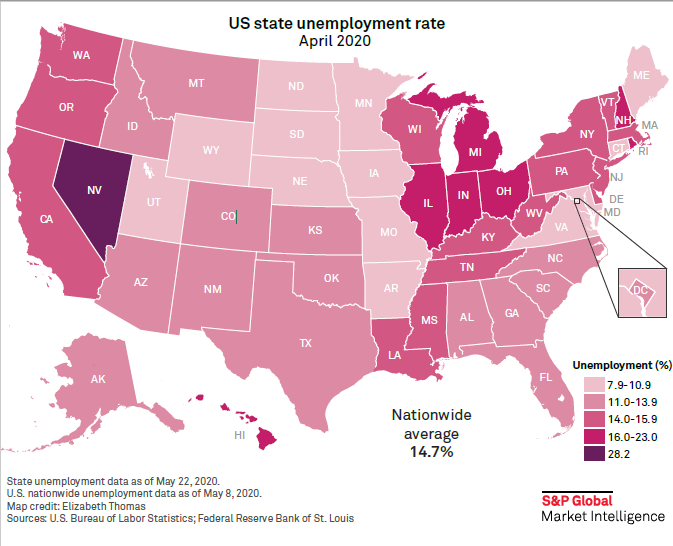 US state unemployment rate
April 2020
WA
MT
ND
MN
ME
OR
ID
SD
WI
VT
NH
MA
WY
MI
NY
CT
RI
NE
IA
PA
NJ
NV
UT
CO
KS
MO
IL
IN
OH
WV
VA
DE
MD
CA
KY
NC
AZ
NM
OK
AR
TN
SC
DC
TX
LA
MS
AL
GA
FL
AK
HI
Nationwide
average
14.7%
Unemployment (%)
7.9-10.9
11.0-13.9
14.0-15.9
16.0-23.0
28.2
State unemployment data as of May 22, 2020.
U.S. nationwide unemployment data as of May 8, 2020.
Map credit: Elizabeth Thomas
Sources: U.S. Bureau of Labor Statistics; Federal Reserve Bank of St. Louis
S&P Global
Market Intelligence